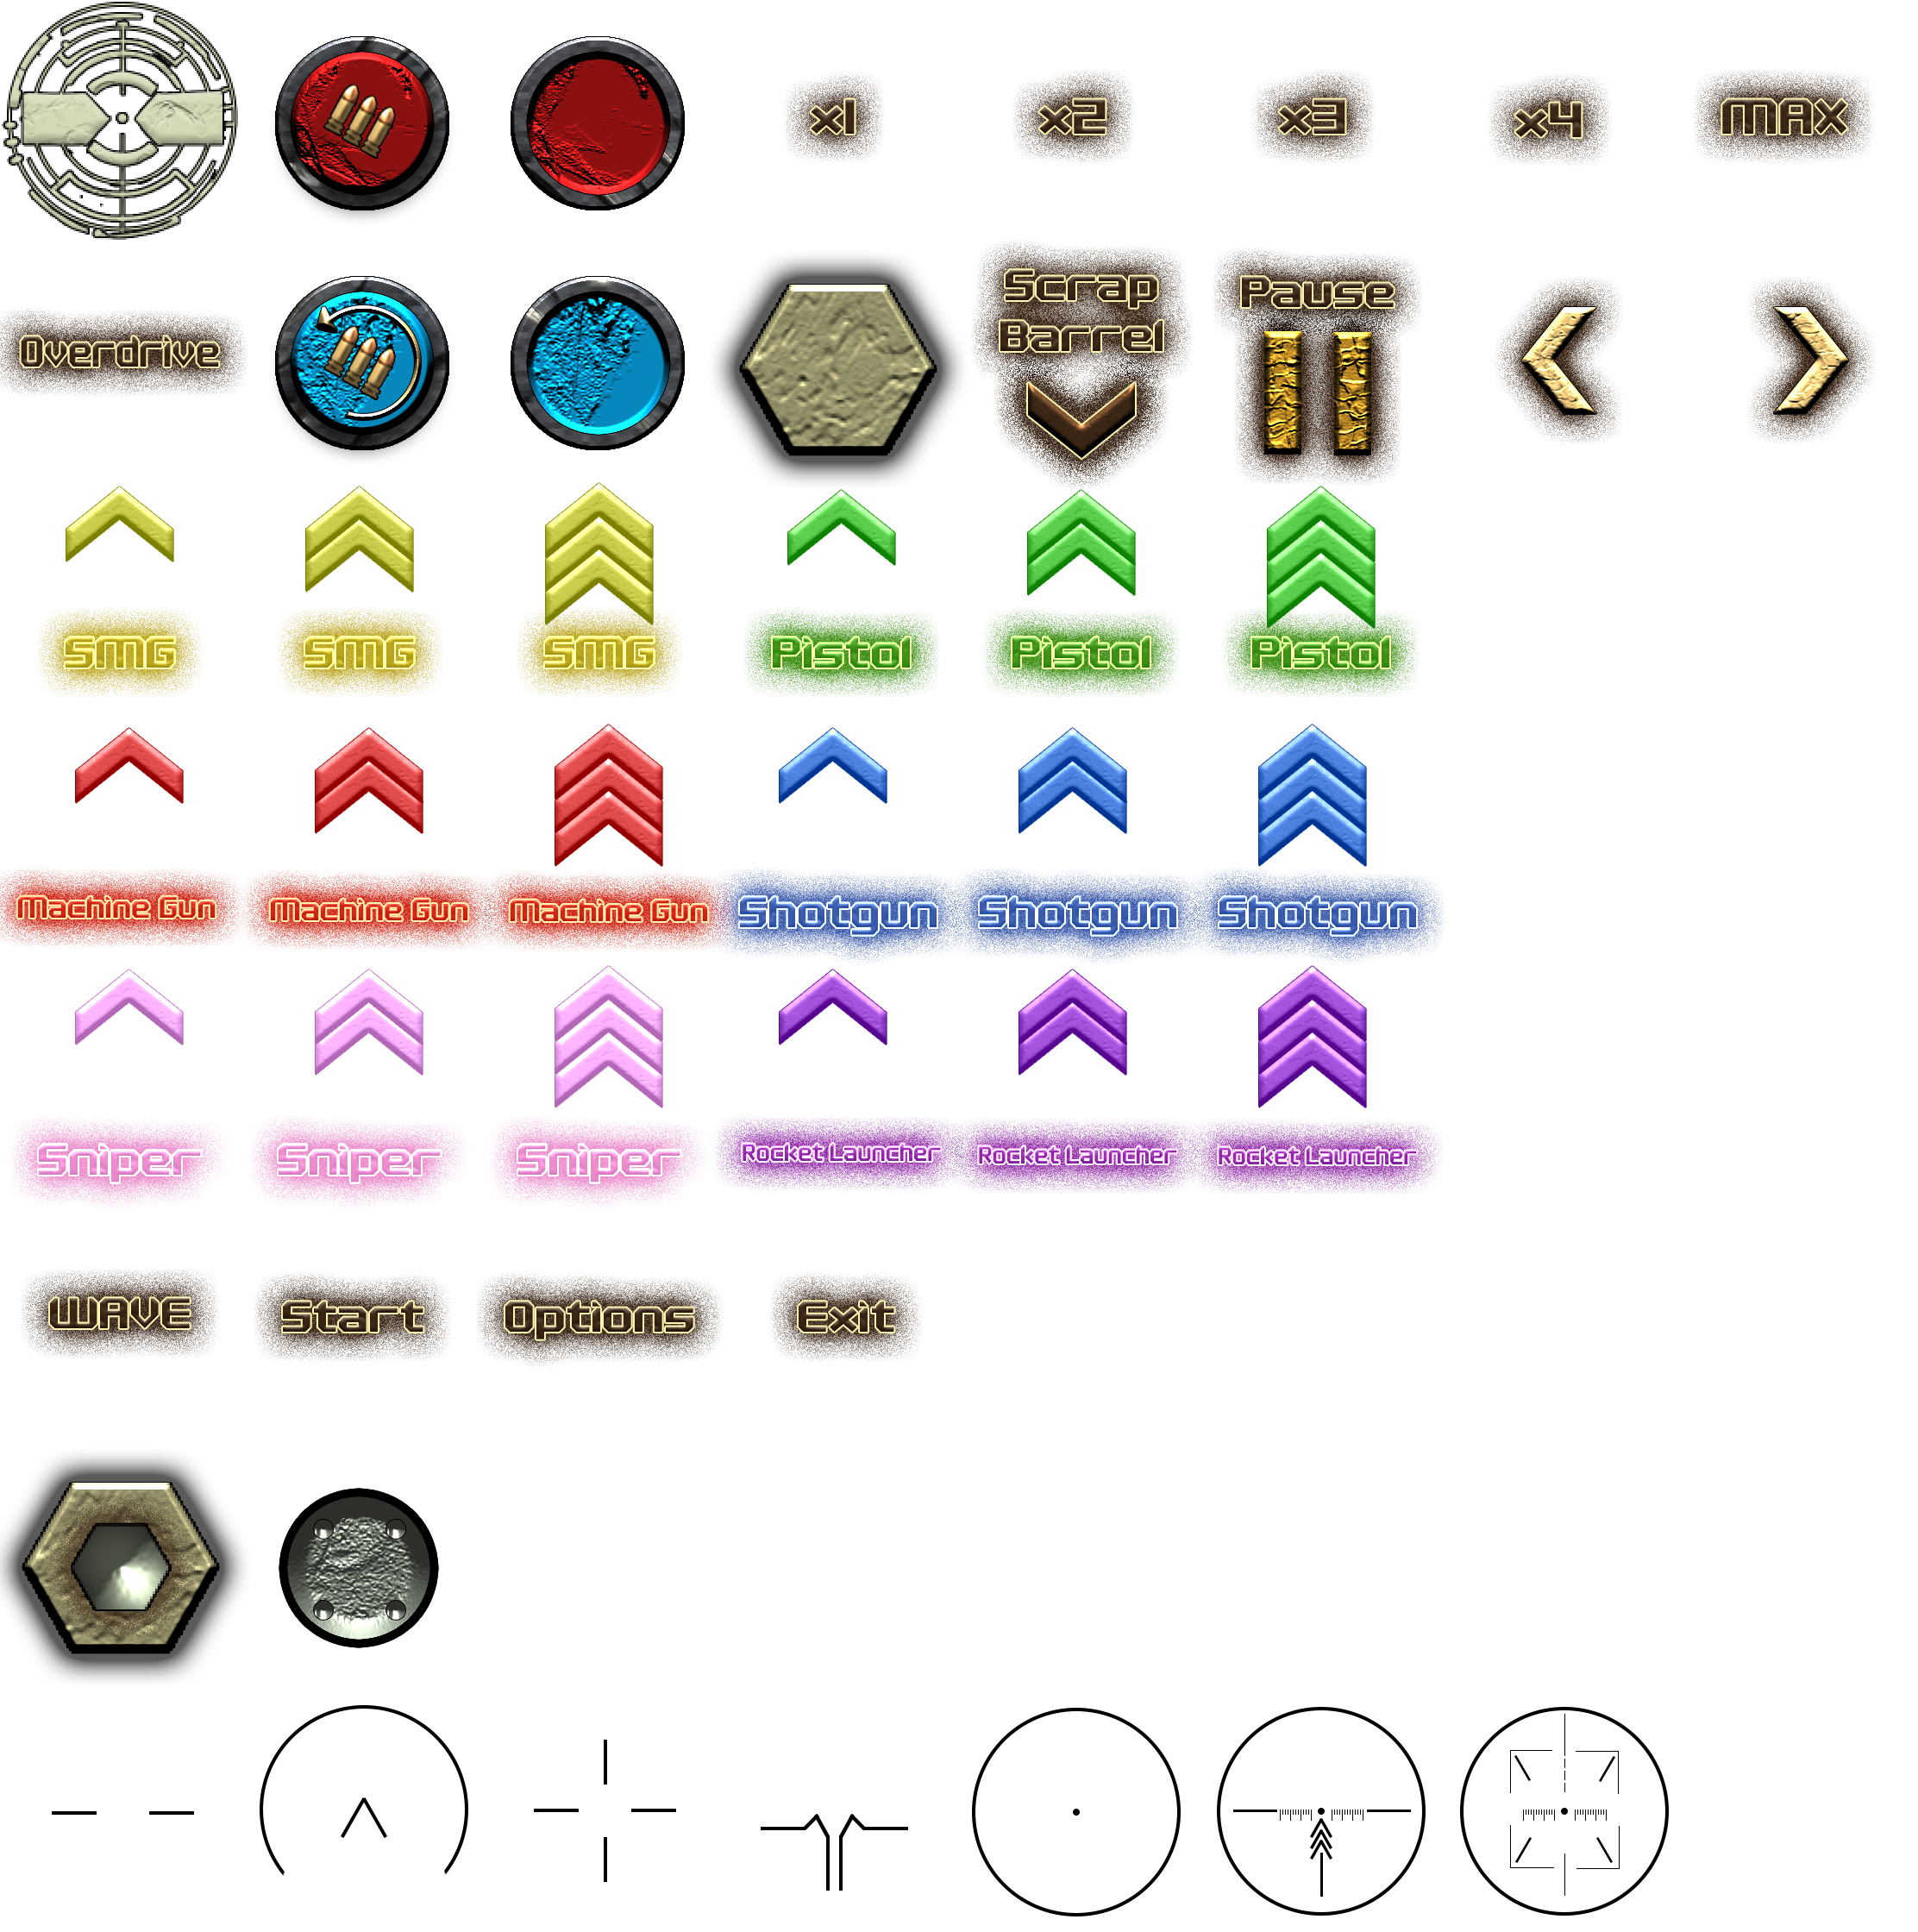 x1
x2
x3
x4
MAX
Overdrive
Scrap
Barrel
Pause
SMG
SMG
SMG
Pistol
Pistol
Pistol
Machine Gun
Machine Gun
Machine Gun
Shotgun
Shotgun
Shotgun
Sniper
Sniper
Sniper
Rocket Launcher
Rocket Launcher
Rocket Launcher
WAVE
Start
Options
Exit